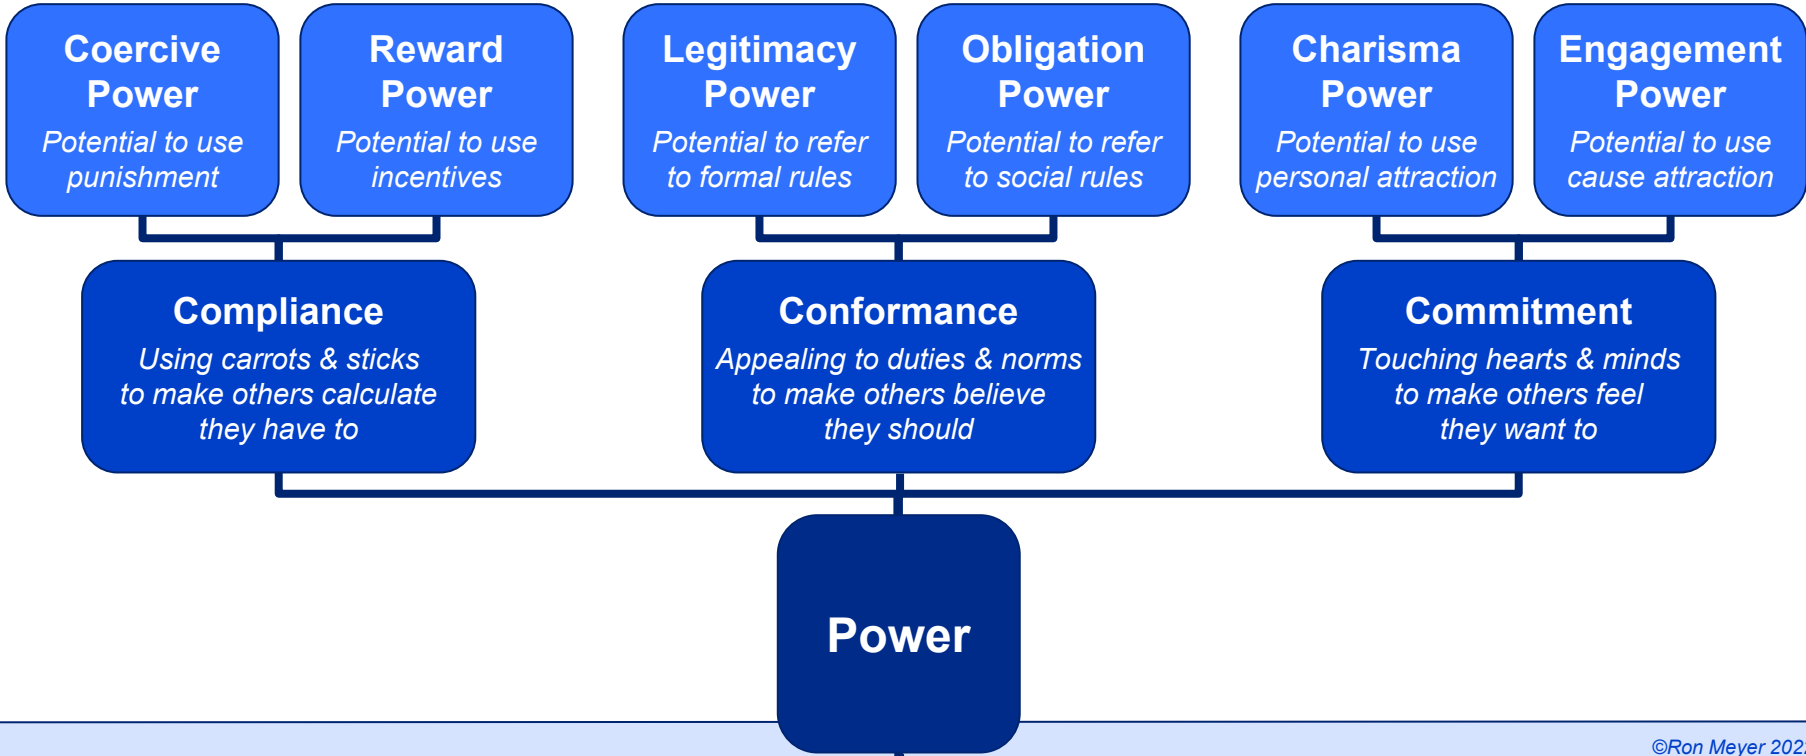 Coercive
Power
Potential to use
punishment
Reward
Power
Potential to use
incentives
Legitimacy
Power
Potential to refer
to formal rules
Obligation
Power
Potential to refer
to social rules
Charisma
Power
Potential to use
personal attraction
Engagement
Power
Potential to use
cause attraction
Compliance
Using carrots & sticks
to make others calculate
they have to
Conformance
Appealing to duties & norms
to make others believe
they should
Commitment
Touching hearts & minds
to make others feel
they want to
Power
©Ron Meyer